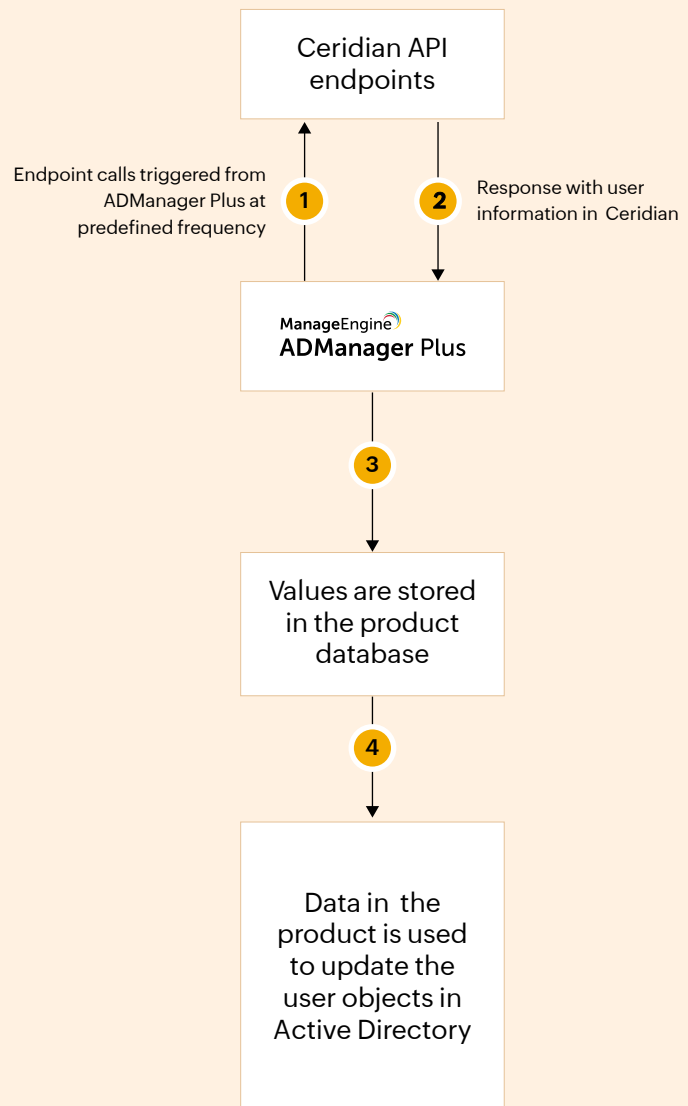 Ceridian API
endpoints
Endpoint calls triggered from
ADManager Plus at
predefined frequency
1
2
Response with user
information in Ceridian
ManageEngine
ADManager Plus
3
Values are stored
in the product
database
4
Data in the
product is used
to update the
user objects in
Active Directory